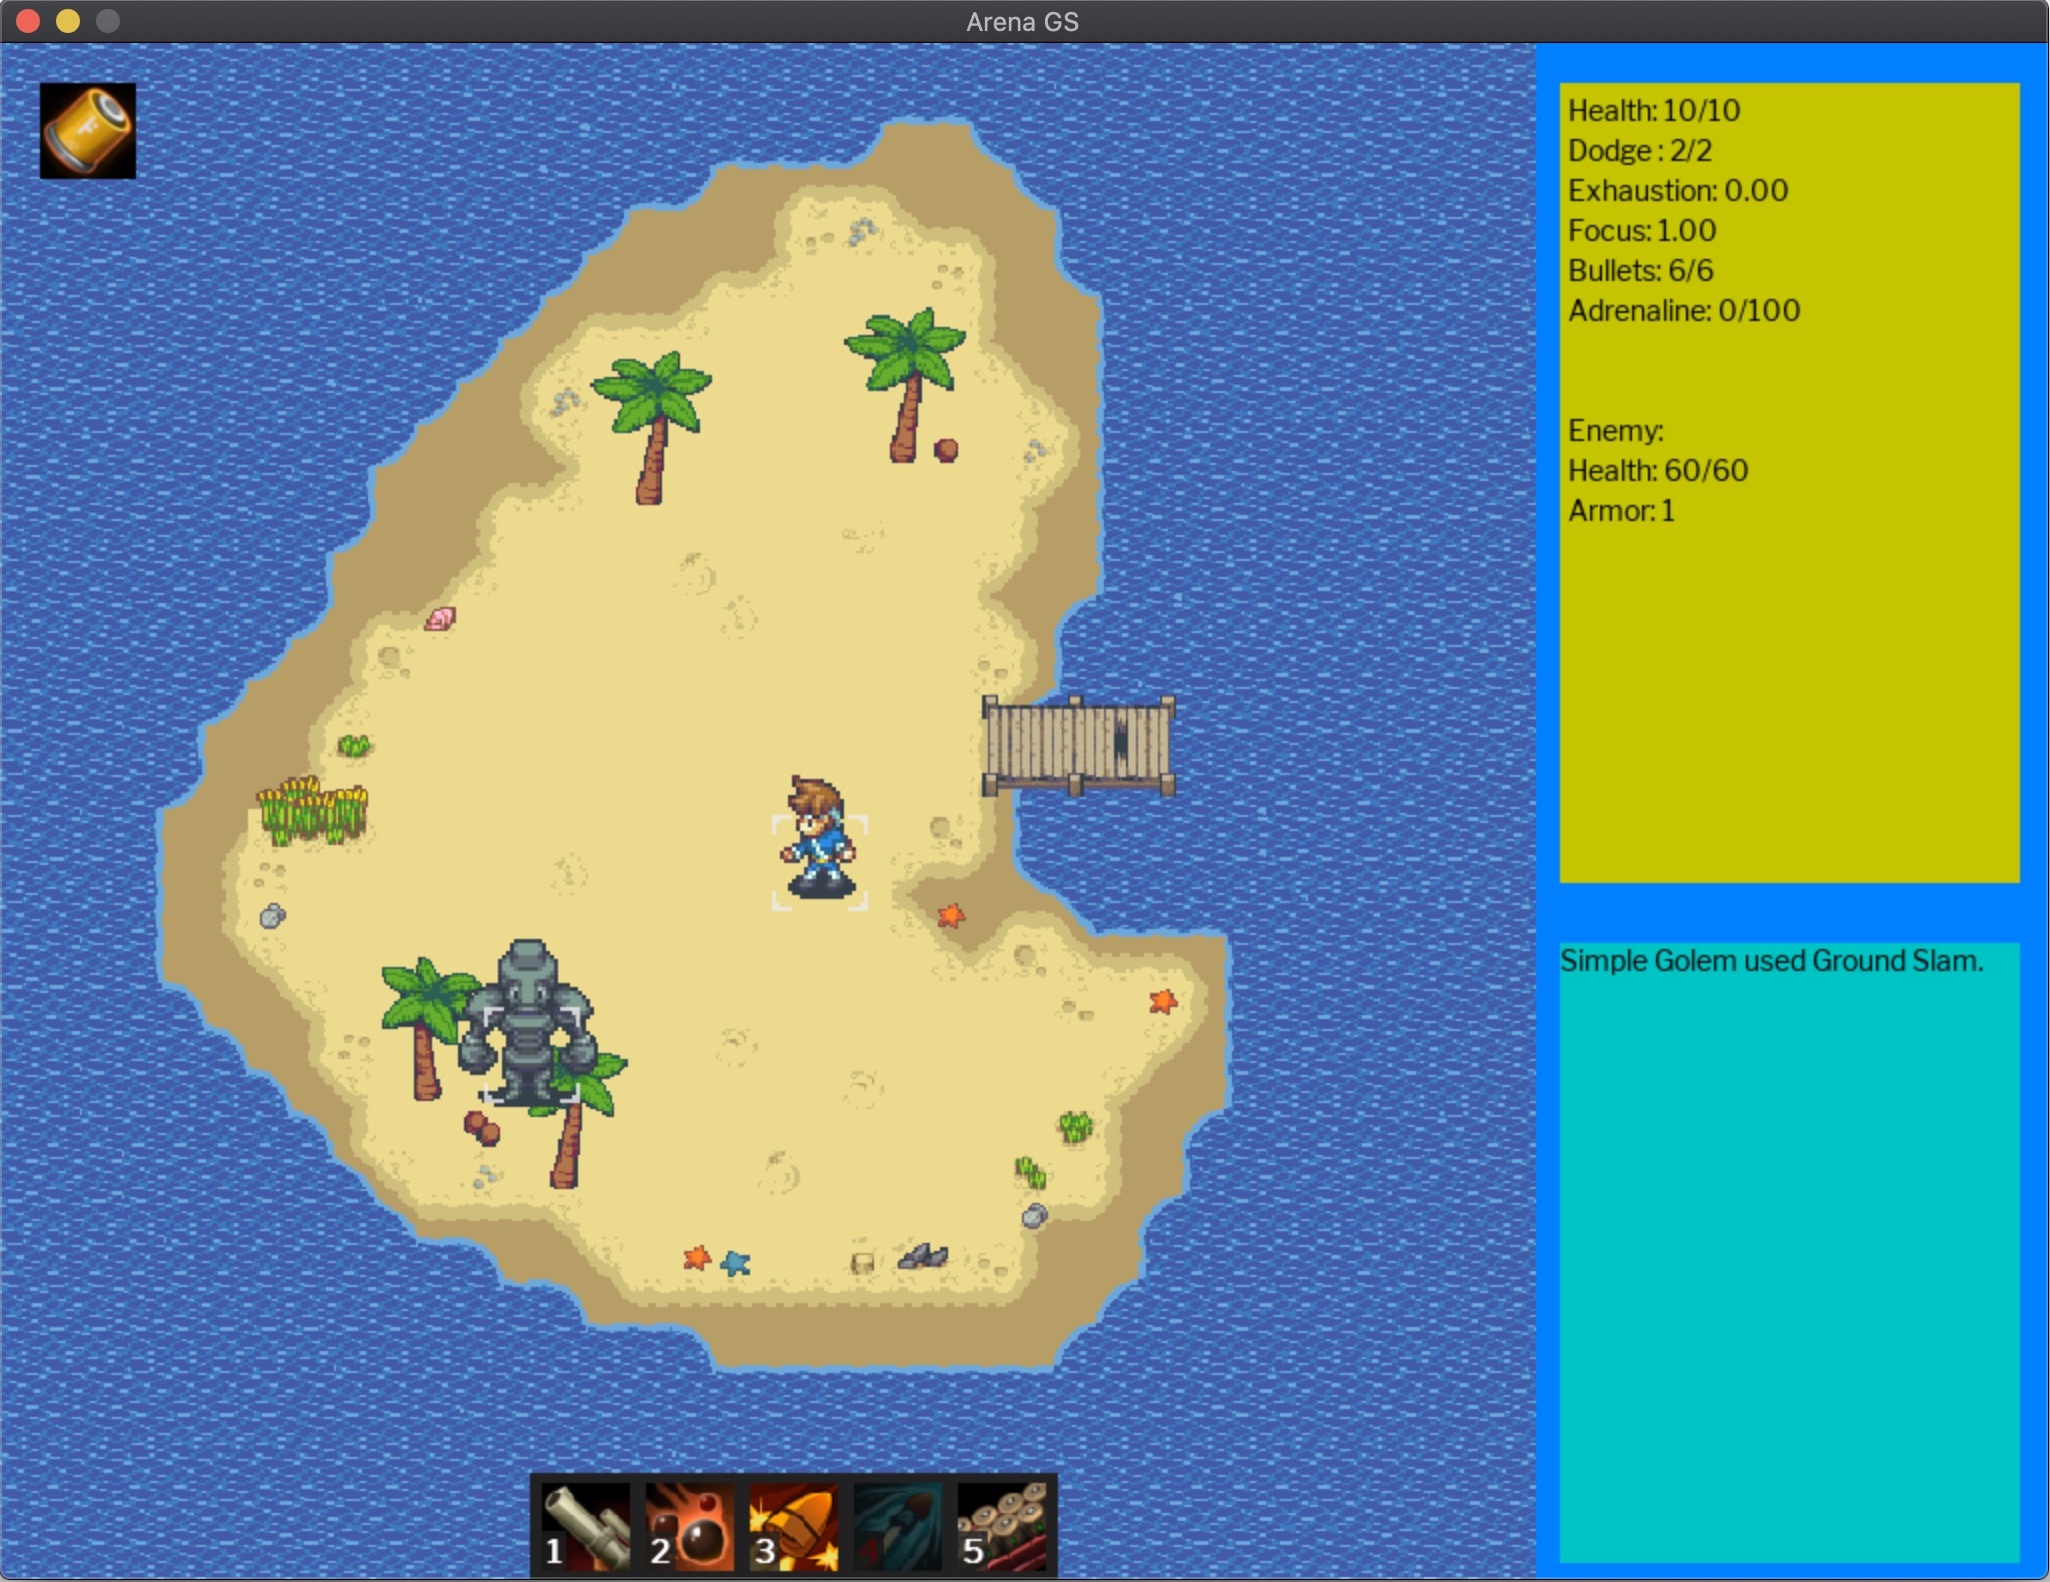 Arena GS
Health: 10/10
Dodge : 2/2
Exhaustion: 0.00
Focus: 1.00
Bullets: 6/6
Adrenaline: 0/100
Enemy:
Health: 60/60
Armor: 1
Simple Golem used Ground Slam.
1 2 3 4 5